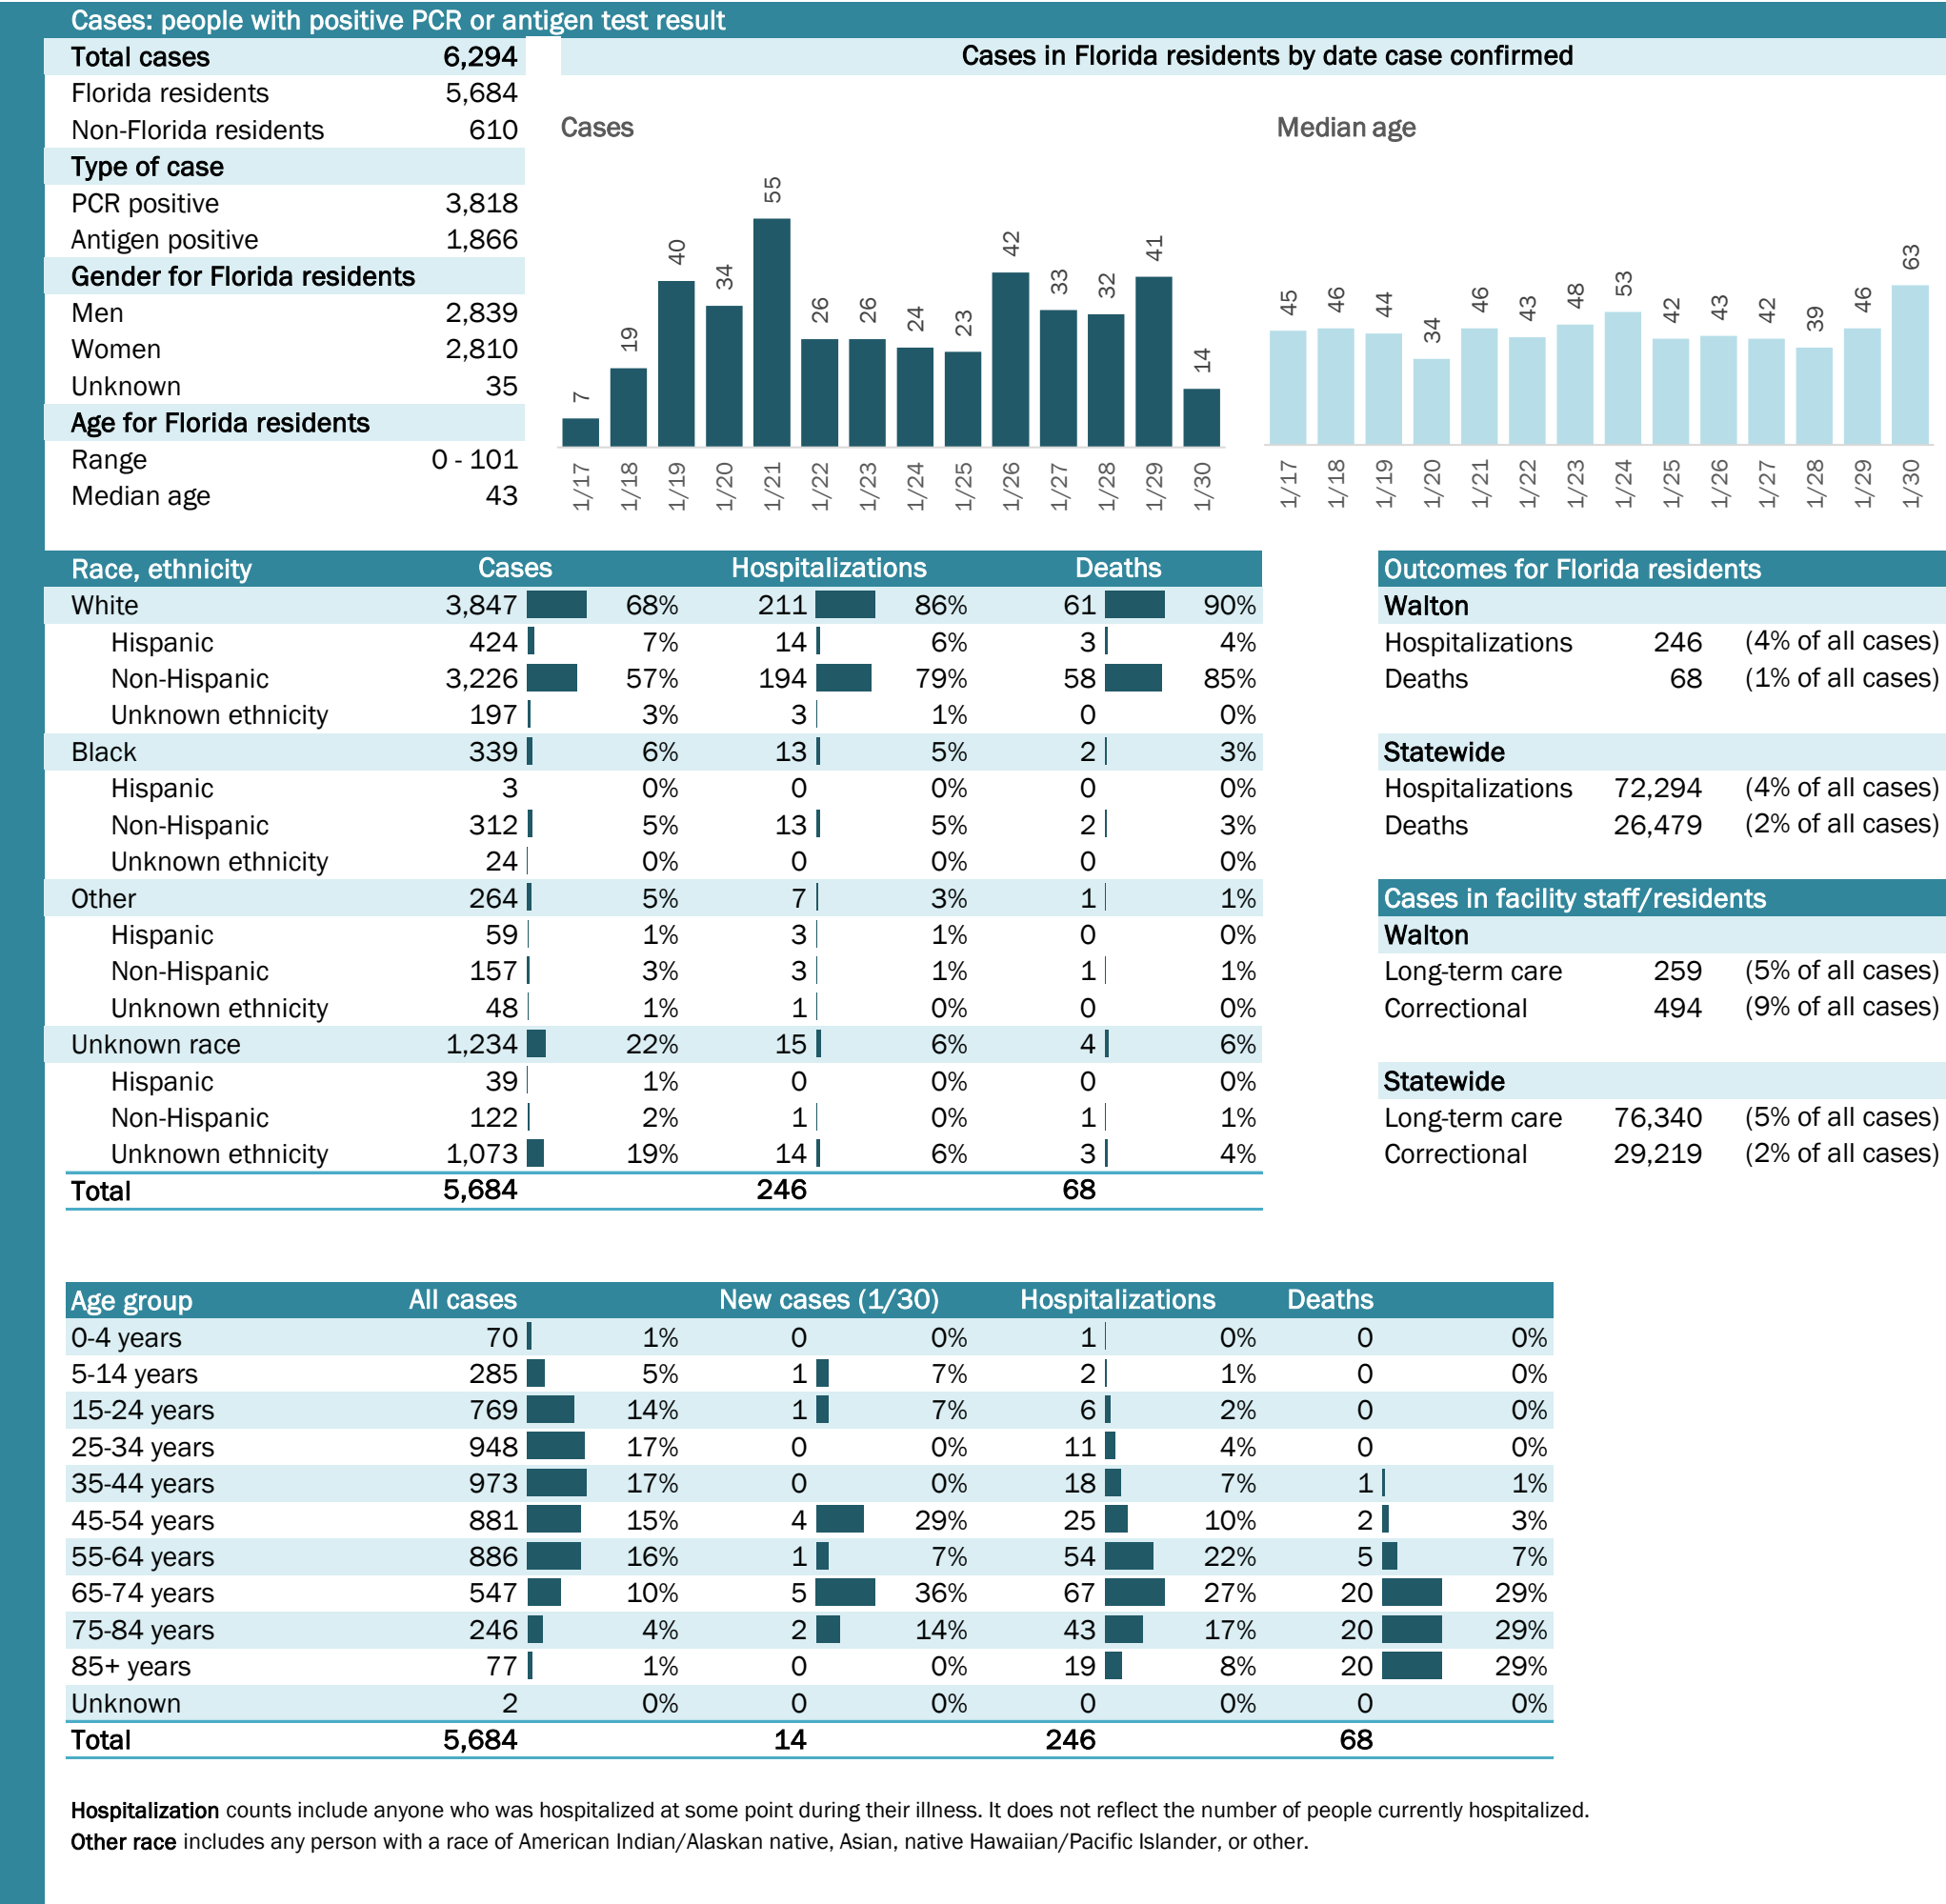 Cases: people with positive PCR or antigen test result
Total cases 6,294
Florida residents 5,684
Non-Florida residents 610
Type of case
PCR positive 3,818
Antigen positive 1,866
Gender for Florida residents
Men 2,839
Women 2,810
Unknown 35
Age for Florida residents
Range 0 - 101
Median age 43
Cases in Florida residents by date case confirmed
Cases
7 19 40 34 55 26 26 24 23 42 33 32 41 14
1/17 1/18 1/19 1/20 1/21 1/22 1/23 1/24 1/25 1/26 1/27 1/28 1/29 1/30
Median age
45 46 44 34 46 43 48 53 42 43 42 39 46 63
1/17 1/18 1/19 1/20 1/21 1/22 1/23 1/24 1/25 1/26 1/27 1/28 1/29 1/30
Race, ethnicity Cases Hospitalizations Deaths
White 3,847 68% 211 86% 61 90%
Hispanic 424 7% 14 6% 3 4%
Non-Hispanic 3,226 57% 194 79% 58 85%
Unknown ethnicity 197 3% 3 1% 0 0%
Black 339 6% 13 5% 2 3%
Hispanic 3 0% 0 0% 0 0%
Non-Hispanic 312 5% 13 5% 2 3%
Unknown ethnicity 24 0% 0 0% 0 0%
Other 264 5% 7 3% 1 1%
Hispanic 59 1% 3 1% 0 0%
Non-Hispanic 157 3% 3 1% 1 1%
Unknown ethnicity 48 1% 1 0% 0 0%
Unknown race 1,234 22% 15 6% 4 6%
Hispanic 39 1% 0 0% 0 0%
Non-Hispanic 122 2% 1 0% 1 1%
Unknown ethnicity 1,073 19% 14 6% 3 4%
Total 5,684 246 68
Outcomes for Florida residents
Walton
Hospitalizations 246 (4% of all cases)
Deaths 68 (1% of all cases)
Statewide
Hospitalizations 72,294 (4% of all cases)
Deaths 26,479 (2% of all cases)
Cases in facility staff/residents
Walton
Long-term care 259 (5% of all cases)
Correctional 494 (9% of all cases)
Statewide
Long-term care 76,340 (5% of all cases)
Correctional 29,219 (2% of all cases)
Age group All cases New cases (1/30) Hospitalizations Deaths
0-4 years 70 1% 0 0% 1 0% 0 0%
5-14 years 285 5% 1 7% 2 1% 0 0%
15-24 years 769 14% 1 7% 6 2% 0 0%
25-34 years 948 17% 0 0% 11 4% 0 0%
35-44 years 973 17% 0 0% 18 7% 1 1%
45-54 years 881 15% 4 29% 25 10% 2 3%
55-64 years 886 16% 1 7% 54 22% 5 7%
65-74 years 547 10% 5 36% 67 27% 20 29%
75-84 years 246 4% 2 14% 43 17% 20 29%
85+ years 77 1% 0 0% 19 8% 20 29%
Unknown 2 0% 0 0% 0 0% 0 0%
Total 5,684 14 246 68
Hospitalization counts include anyone who was hospitalized at some point during their illness. It does not reflect the number of people currently hospitalized.
Other race includes any person with a race of American Indian/Alaskan native, Asian, native Hawaiian/Pacific Islander, or other.